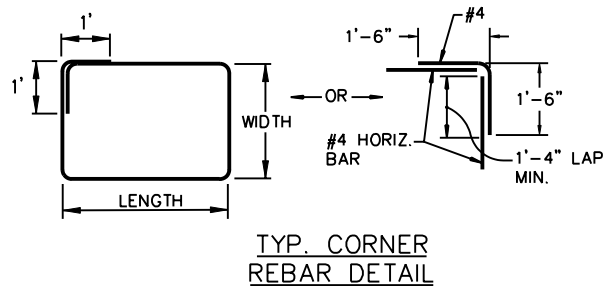 1'
1'
WIDTH
LENGTH
OR
#4
1'-6"
1'-6"
#4 HORIZ.
BAR
1'-4" LAP
MIN.
TYP. CORNER
REBAR DETAIL